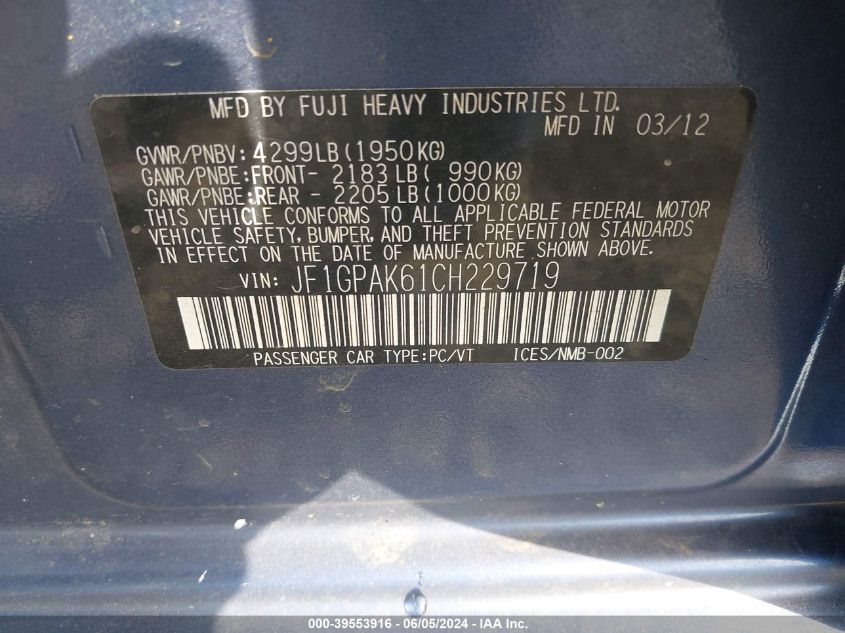 MFD BY FUJI HEAVY INDUSTRIES LTD.
MFD IN 03/12
GVWR/PNBV: 4299LB(1950KG)
GAWR/PNBE:FRONT- 2183LB( 990KG)
GAWR/PNBE:REAR - 2205LB(1000KG)
THIS VEHICLE CONFORMS TO ALL APPLICABLE FEDERAL MOTOR
VEHICLE SAFETY, BUMPER, AND THEFT PREVENTION STANDARDS
IN EFFECT ON THE DATE OF MANUFACTURE SHOWN ABOVE.
VIN: JF1GPAK61CH229719
PASSENGER CAR TYPE:PC/VT ICES/NMB-002
000-39553916 | 06/05/2024 - IAA Inc.